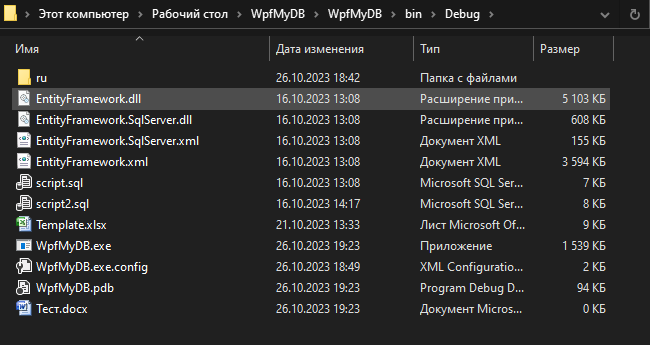 Этот компьютер > Рабочий стол > WpfMyDB > WpfMyDB > bin > Debug >
Имя Дата изменения Тип Размер
ru 26.10.2023 18:42 Папка с файлами
EntityFramework.dll 16.10.2023 13:08 Расширение при... 5 103 КБ
EntityFramework.SqlServer.dll 16.10.2023 13:08 Расширение при... 608 КБ
EntityFramework.SqlServer.xml 16.10.2023 13:08 Документ XML 155 КБ
EntityFramework.xml 16.10.2023 13:08 Документ XML 3 594 КБ
script.sql 16.10.2023 13:08 Microsoft SQL Ser... 7 КБ
script2.sql 16.10.2023 14:17 Microsoft SQL Ser... 8 КБ
Template.xlsx 21.10.2023 13:33 Лист Microsoft Of... 9 КБ
WpfMyDB.exe 26.10.2023 19:23 Приложение 1 539 КБ
WpfMyDB.exe.config 26.10.2023 18:49 XML Configuratio... 2 КБ
WpfMyDB.pdb 26.10.2023 19:23 Program Debug D... 94 КБ
Тест.docx 26.10.2023 19:23 Документ Micros... 0 КБ